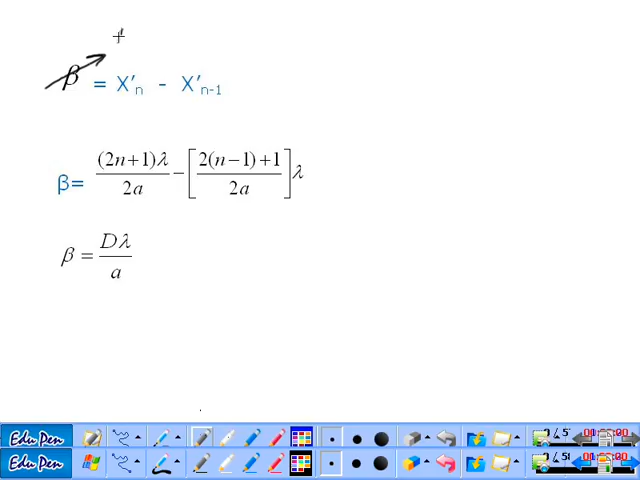 β = X′ₙ - X′ₙ₋₁
β= (2n+1)λ/2a − [2(n−1)+1/2a]λ
β = Dλ/a
Edu Pen
Edu Pen